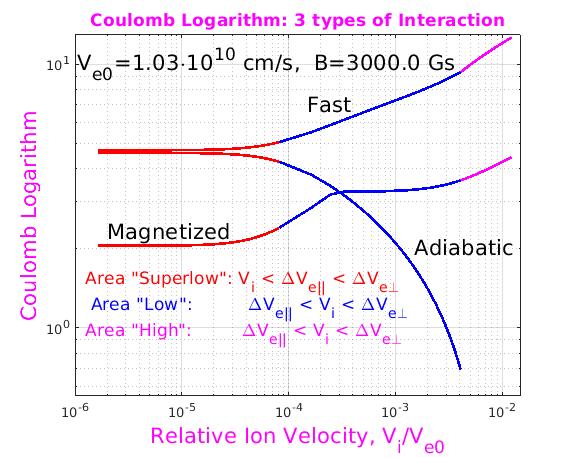 Coulomb Logarithm: 3 types of Interaction
V_e0=1.03·10^10 cm/s, B=3000.0 Gs
Fast
Magnetized
Adiabatic
Area "Superlow": V_i < ΔV_e|| < ΔV_e⊥
Area "Low": ΔV_e|| < V_i < ΔV_e⊥
Area "High": ΔV_e|| < V_i < ΔV_e⊥
Coulomb Logarithm
10^1
10^0
10^-6 10^-5 10^-4 10^-3 10^-2
Relative Ion Velocity, V_i/V_e0